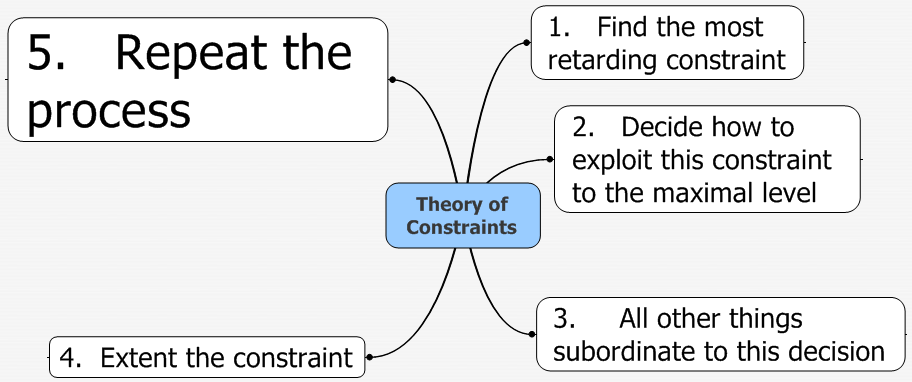 Theory of
Constraints
1. Find the most
retarding constraint
2. Decide how to
exploit this constraint
to the maximal level
3. All other things
subordinate to this decision
4. Extent the constraint
5. Repeat the
process